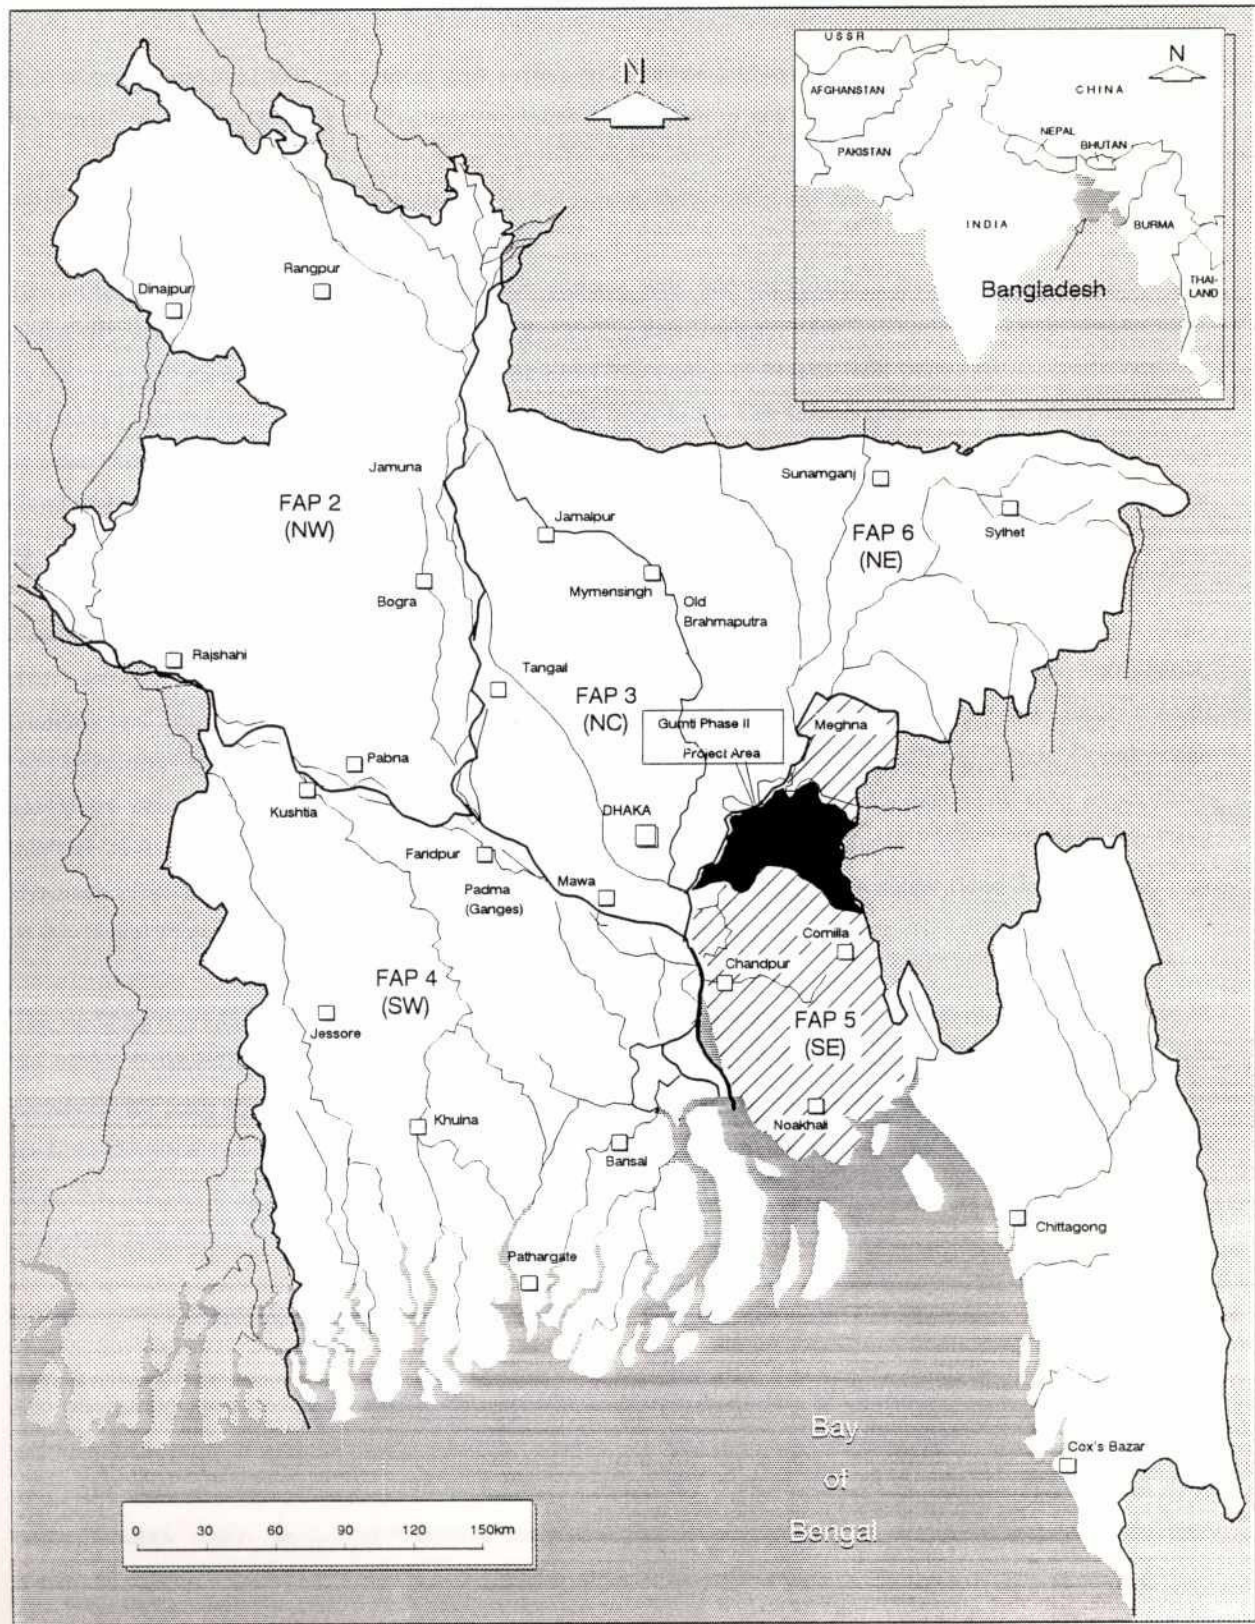 N
USSR
N
AFGHANSTAN
CHINA
NEPAL
BHUTAN
PAKISTAN
INDIA
BURMA
THAI-
LAND
Bangladesh
Rangpur
Dinajpur
Jamuna
Sunamganj
FAP 2
(NW)
Jamalpur
FAP 6
(NE)
Sylhet
Bogra
Mymensingh
Old
Brahmaputra
Rajshahi
Tangail
FAP 3
(NC)
Gumti Phase II
Project Area
Meghna
Pabna
Kushtia
DHAKA
Faridpur
Mawa
Padma
(Ganges)
Comilla
Chandpur
FAP 4
(SW)
Jessore
FAP 5
(SE)
Khulna
Noakhali
Barisal
Chittagong
Pathargate
Bay
of
Bengal
Cox's Bazar
0 30 60 90 120 150km